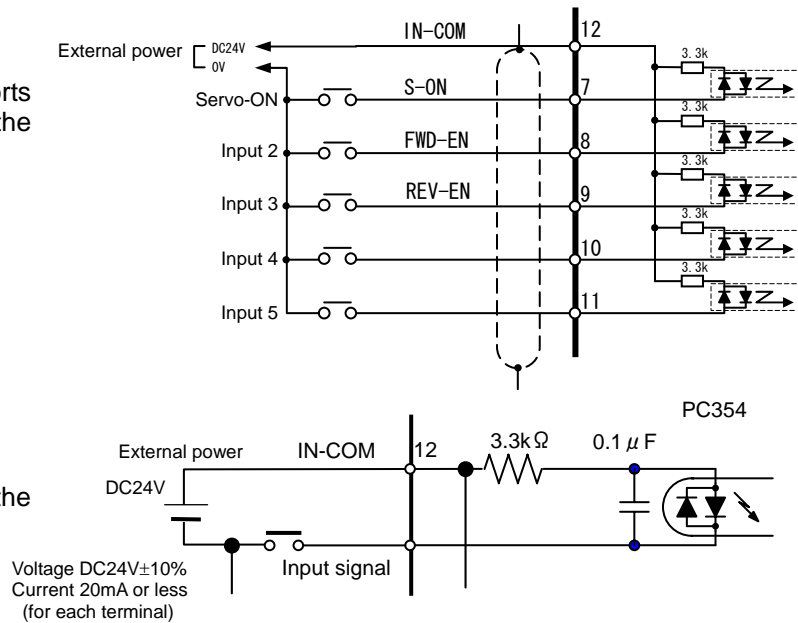 IN-COM
12
External power
DC24V
0V
3.3k
orts
the
Servo-ON
S-ON
7
3.3k
Input 2
FWD-EN
8
3.3k
Input 3
REV-EN
9
3.3k
Input 4
10
3.3k
Input 5
11
PC354
External power
IN-COM
12
3.3kΩ
0.1μF
the
DC24V
Input signal
Voltage DC24V±10%
Current 20mA or less
(for each terminal)